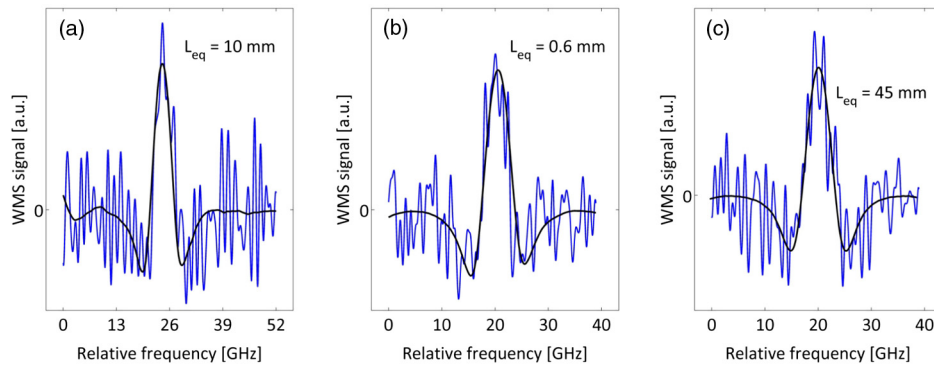 (a)
L_eq = 10 mm
WMS signal [a.u.]
0
0 13 26 39 52
Relative frequency [GHz]
(b)
L_eq = 0.6 mm
WMS signal [a.u.]
0
0 10 20 30 40
Relative frequency [GHz]
(c)
L_eq = 45 mm
WMS signal [a.u.]
0
0 10 20 30 40
Relative frequency [GHz]